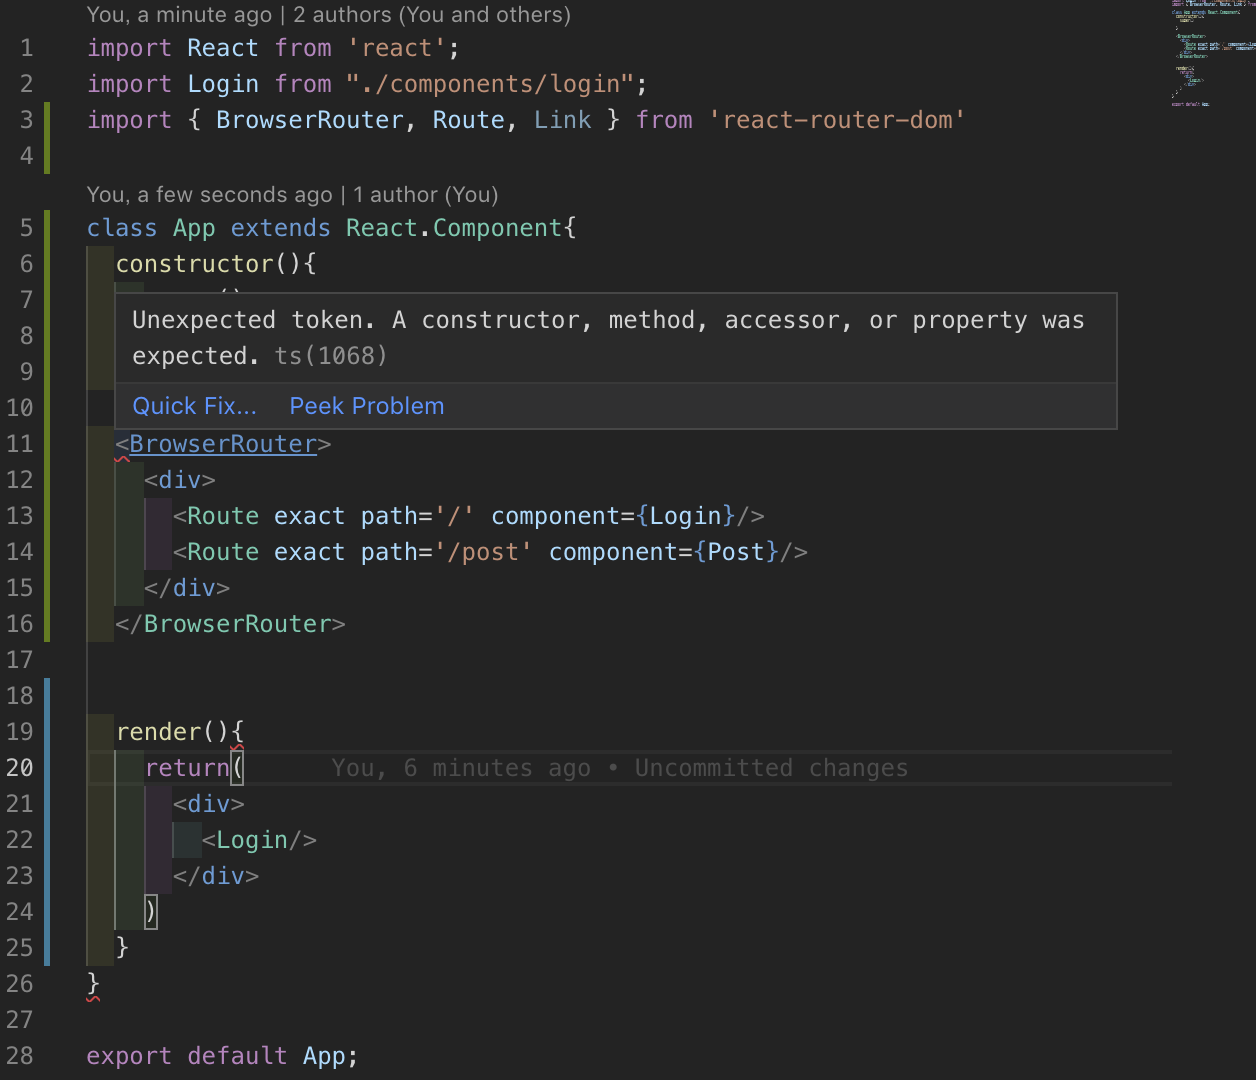 You, a minute ago | 2 authors (You and others)
1 import React from 'react';
2 import Login from "./components/login";
3 import { BrowserRouter, Route, Link } from 'react-router-dom'
4
You, a few seconds ago | 1 author (You)
5 class App extends React.Component{
6 constructor(){
7
Unexpected token. A constructor, method, accessor, or property was
8
expected. ts(1068)
9
10 Quick Fix... Peek Problem
11 <BrowserRouter>
12 <div>
13 <Route exact path='/' component={Login}/>
14 <Route exact path='/post' component={Post}/>
15 </div>
16 </BrowserRouter>
17
18
19 render(){
20 return( You, 6 minutes ago • Uncommitted changes
21 <div>
22 <Login/>
23 </div>
24 )
25 }
26 }
27
28 export default App;